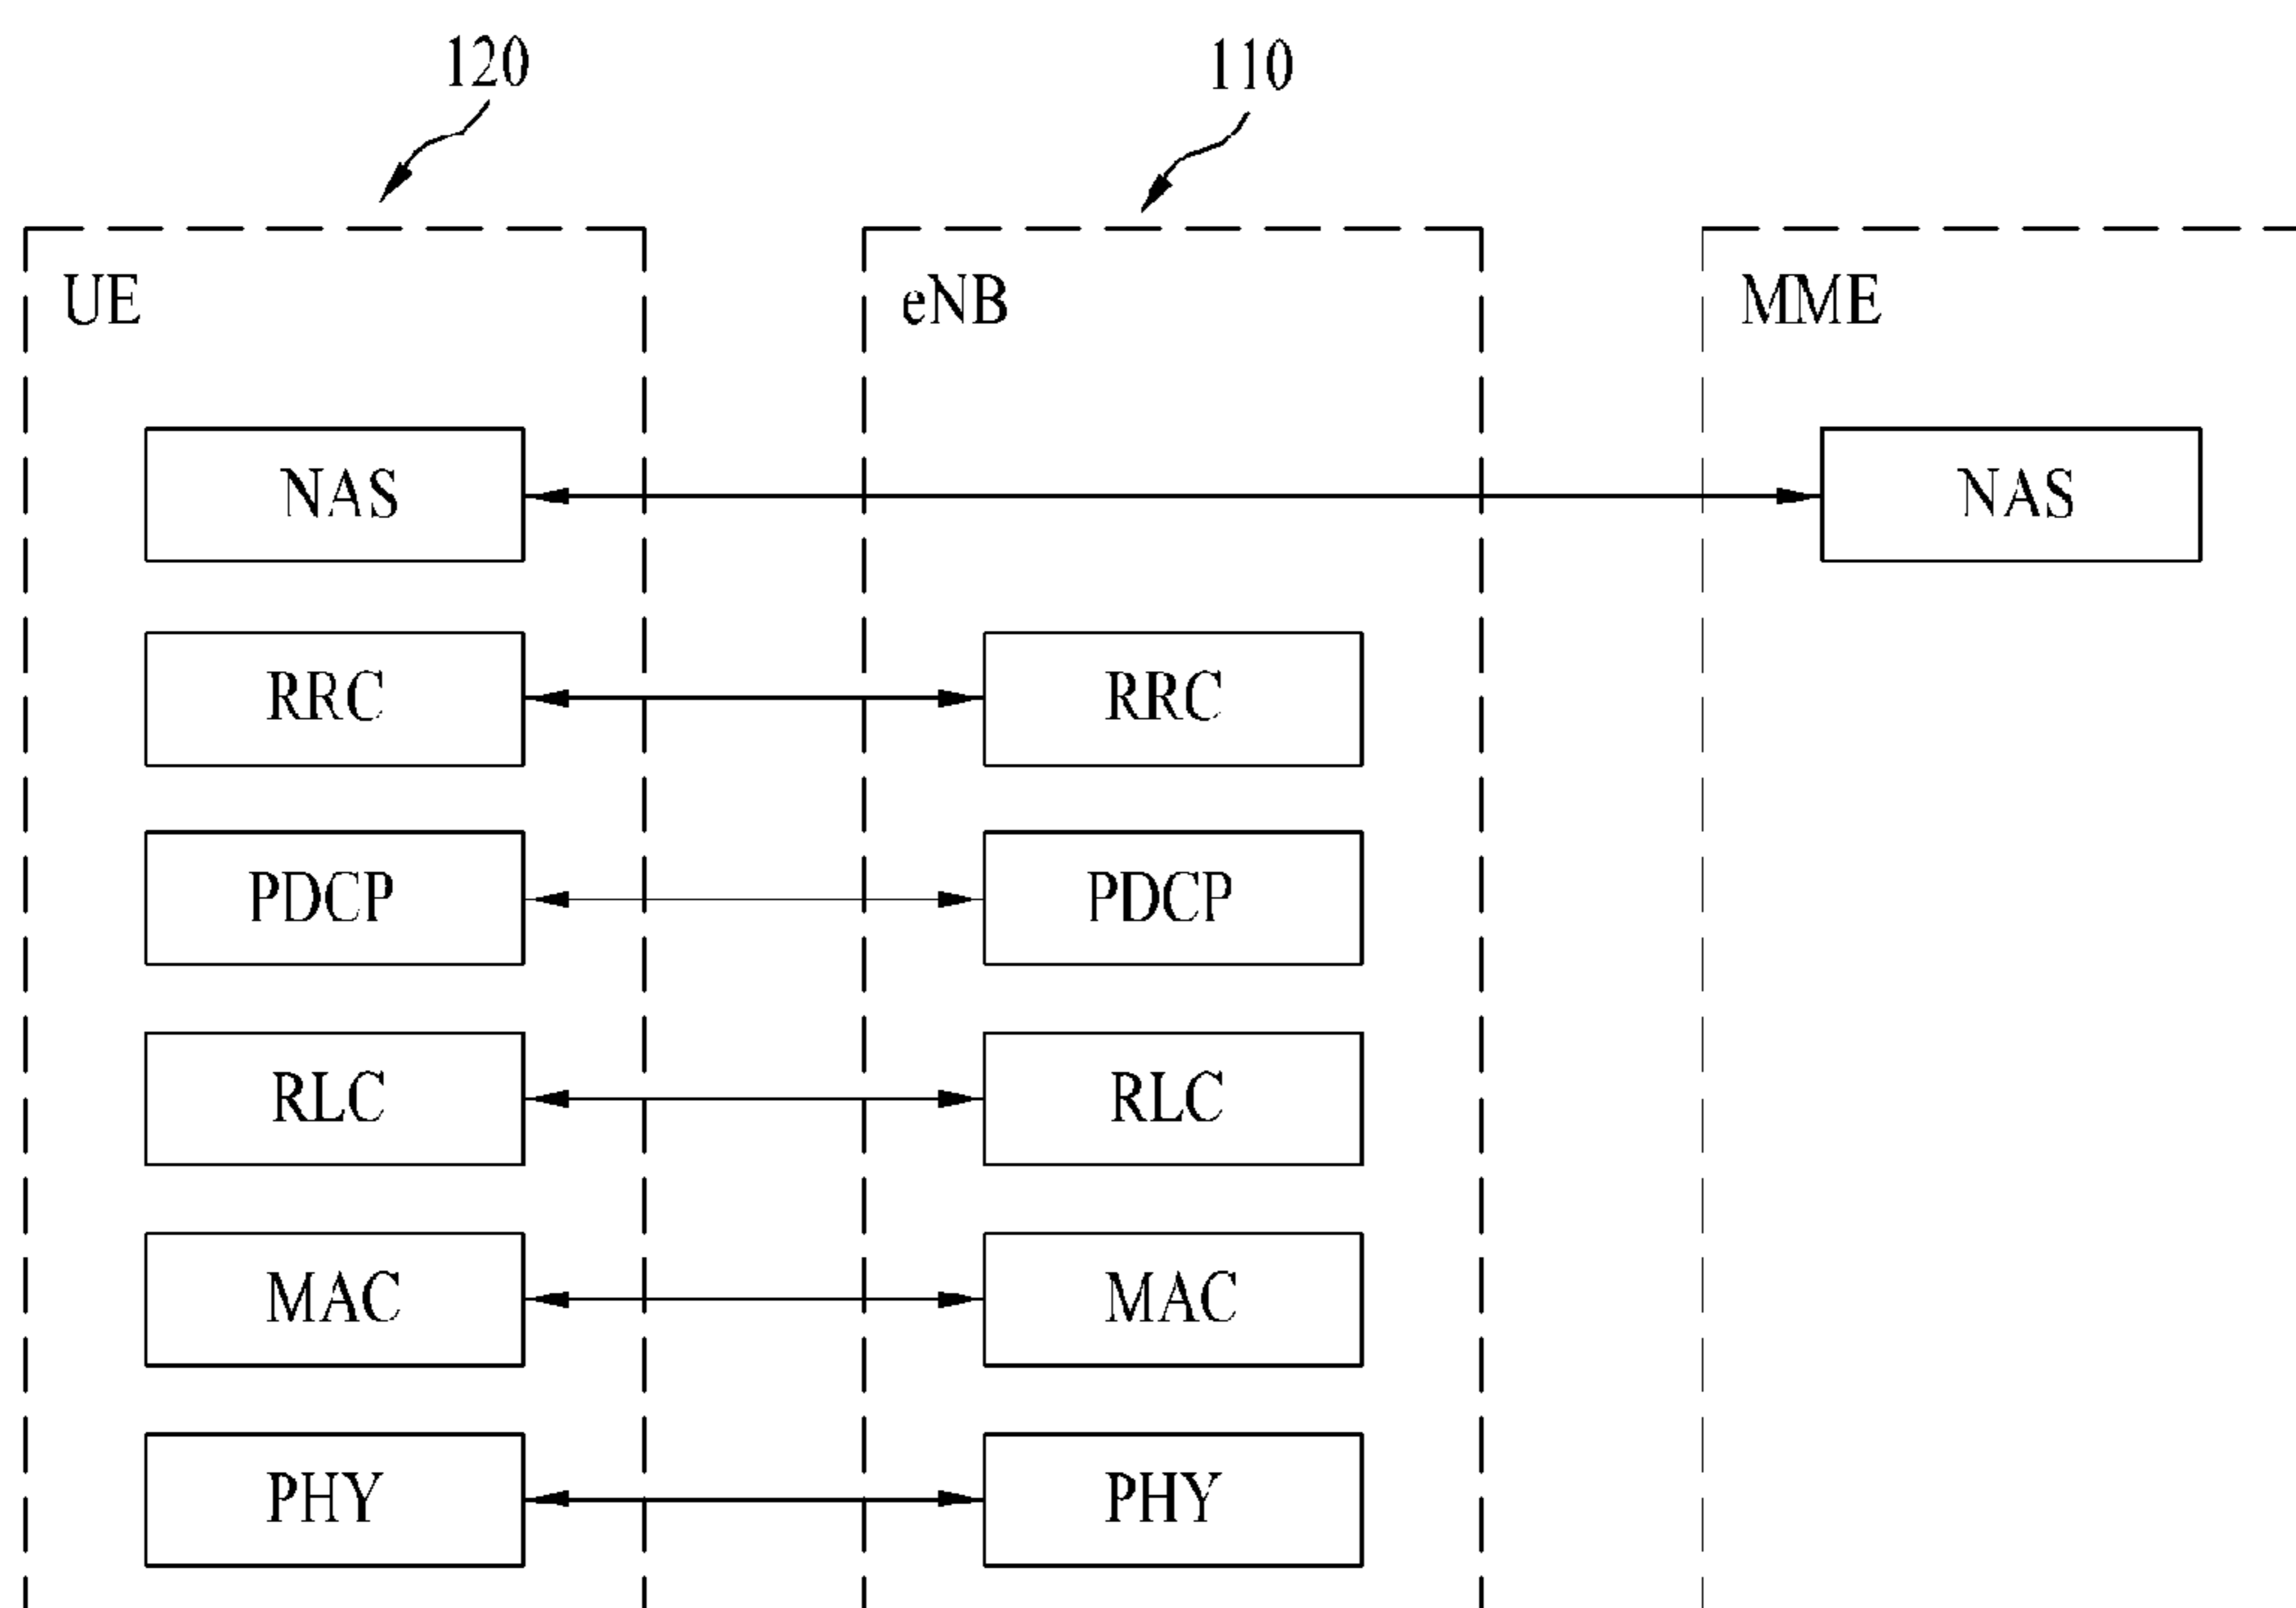 120
110
UE
eNB
MME
NAS
NAS
RRC
RRC
PDCP
PDCP
RLC
RLC
MAC
MAC
PHY
PHY